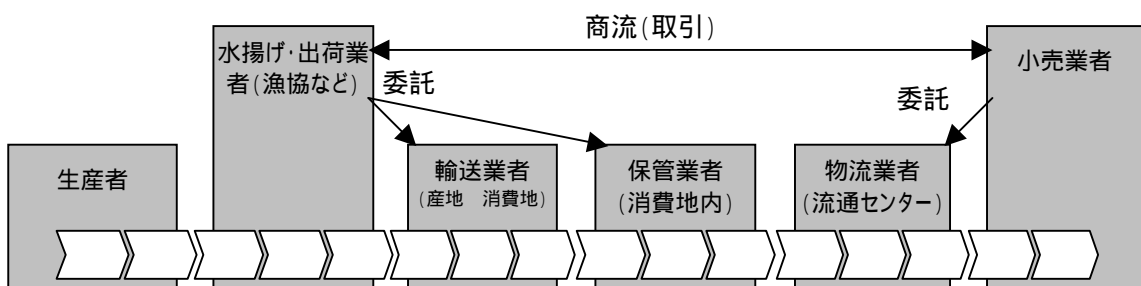 商流(取引)
水揚げ・出荷業
者(漁協など)
小売業者
委託
委託
生産者
輸送業者
(産地　消費地)
保管業者
(消費地内)
物流業者
(流通センター)